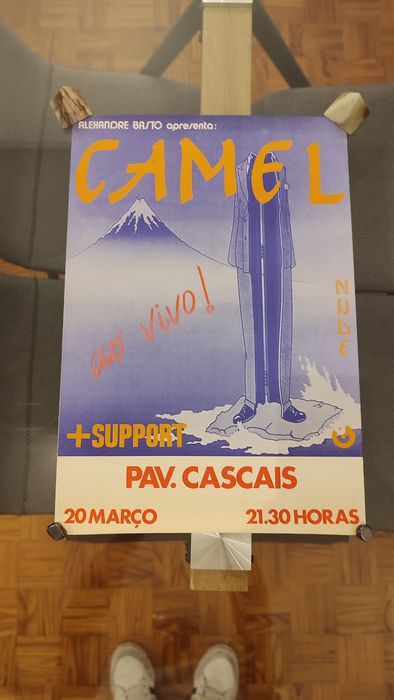 ALEXANDRE BASTO apresenta:
CAMEL
NUDE
ao vivo!
+SUPPORT
PAV. CASCAIS
20 MARÇO 21.30 HORAS